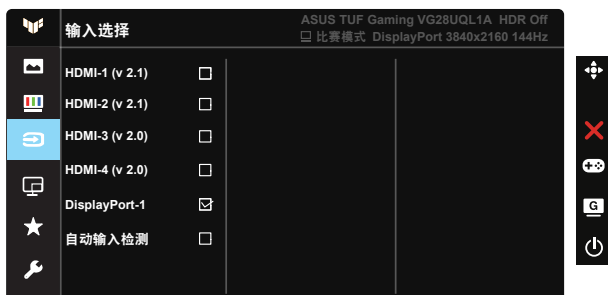 输入选择
ASUS TUF Gaming VG28UQL1A HDR Off
比赛模式 DisplayPort 3840x2160 144Hz
HDMI-1 (v 2.1)
HDMI-2 (v 2.1)
HDMI-3 (v 2.0)
HDMI-4 (v 2.0)
DisplayPort-1
自动输入检测
G